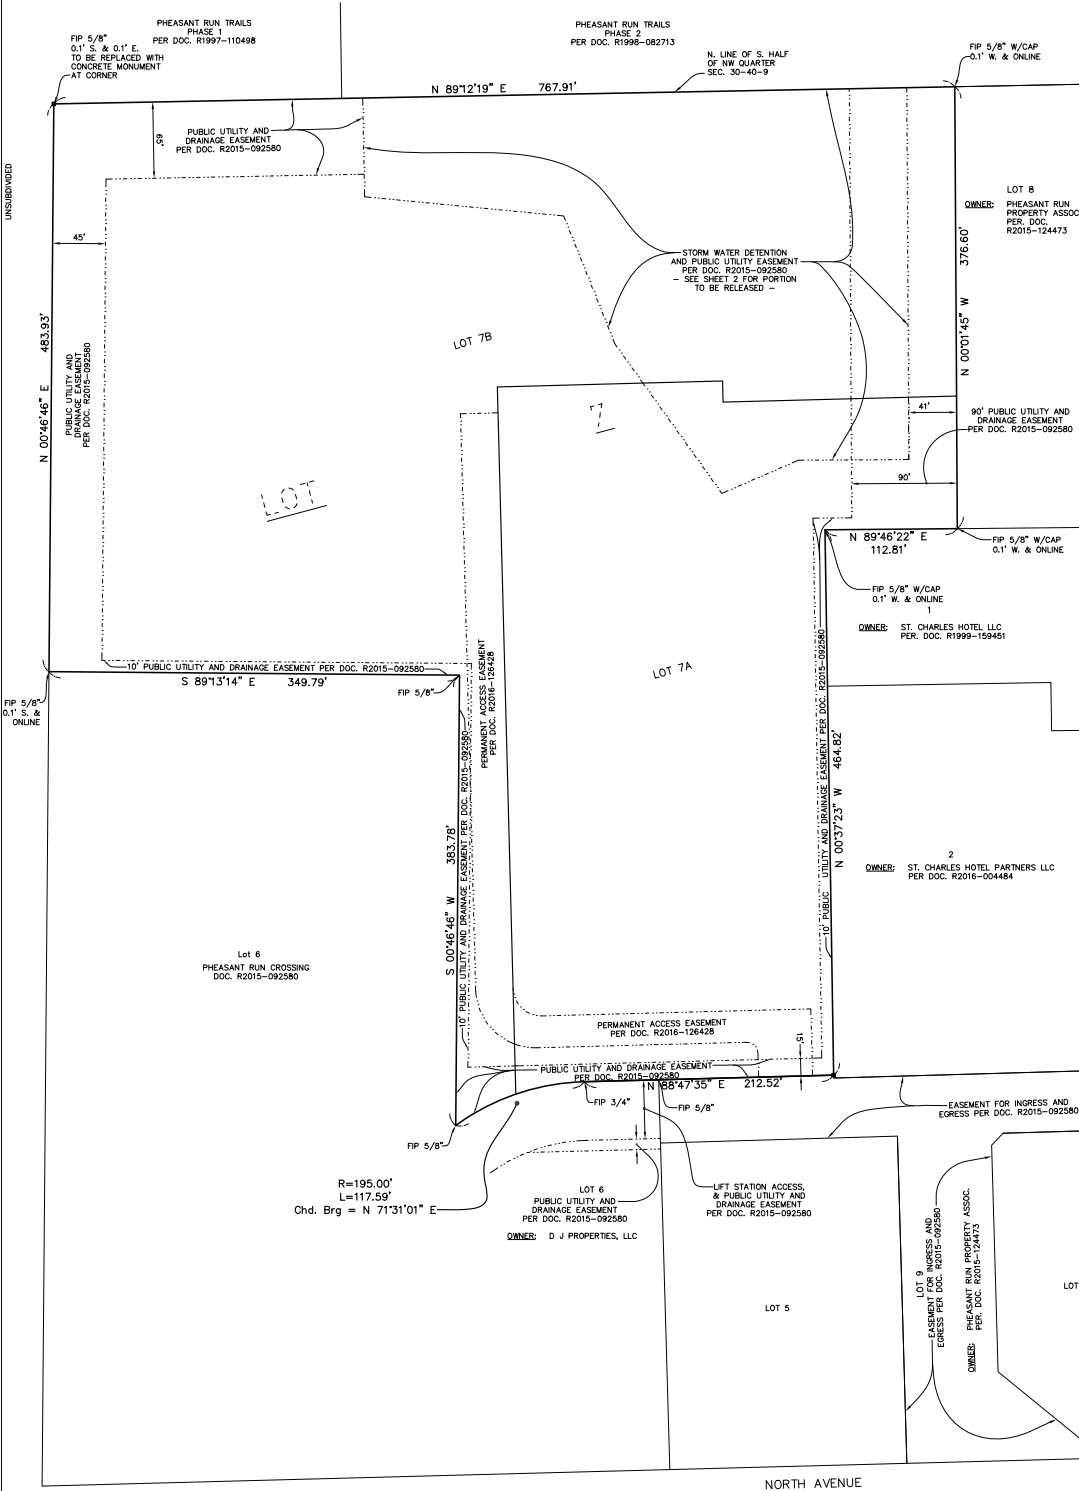 PHEASANT RUN TRAILS
PHASE 1
PER DOC. R1997-110498
PHEASANT RUN TRAILS
PHASE 2
PER DOC. R1998-082713
FIP 5/8"
0.1' S. & 0.1' E.
TO BE REPLACED WITH
CONCRETE MONUMENT
AT CORNER
N. LINE OF S. HALF
OF NW QUARTER
SEC. 30-40-9
FIP 5/8" W/CAP
0.1' W. & ONLINE
N 89°12'19" E 767.91'
UNSUBDIVIDED
65'
PUBLIC UTILITY AND
DRAINAGE EASEMENT
PER DOC. R2015-092580
LOT 8
OWNER: PHEASANT RUN
PROPERTY ASSOC
PER. DOC.
R2015-124473
45'
STORM WATER DETENTION
AND PUBLIC UTILITY EASEMENT
PER DOC. R2015-092580
- SEE SHEET 2 FOR PORTION
TO BE RELEASED -
N 00°01'45" W 376.60'
N 00°46'46" E 483.93'
PUBLIC UTILITY AND
DRAINAGE EASEMENT
PER DOC. R2015-092580
LOT 7B
7
41'
90' PUBLIC UTILITY AND
DRAINAGE EASEMENT
PER DOC. R2015-092580
90'
LOT
N 89°46'22" E
112.81'
FIP 5/8" W/CAP
0.1' W. & ONLINE
FIP 5/8" W/CAP
0.1' W. & ONLINE
1
OWNER: ST. CHARLES HOTEL LLC
PER. DOC. R1999-159451
10' PUBLIC UTILITY AND DRAINAGE EASEMENT PER DOC. R2015-092580
S 89°13'14" E 349.79'
FIP 5/8"
FIP 5/8"
0.1' S. &
ONLINE
PERMANENT ACCESS EASEMENT
PER DOC. R2016-126428
LOT 7A
10' PUBLIC UTILITY AND DRAINAGE EASEMENT PER DOC. R2015-092580
N 00°37'23" W 464.82'
S 00°46'46" W 383.78'
10' PUBLIC UTILITY AND DRAINAGE EASEMENT PER DOC. R2015-092580
2
OWNER: ST. CHARLES HOTEL PARTNERS LLC
PER DOC. R2016-004484
Lot 6
PHEASANT RUN CROSSING
DOC. R2015-092580
PERMANENT ACCESS EASEMENT
PER DOC. R2016-126428
15'
PUBLIC UTILITY AND DRAINAGE EASEMENT
PER DOC. R2015-092580
N 88°47'35" E 212.52'
FIP 3/4"
FIP 5/8"
EASEMENT FOR INGRESS AND
EGRESS PER DOC. R2015-092580
FIP 5/8"
R=195.00'
L=117.59'
Chd. Brg = N 71°31'01" E
LOT 6
PUBLIC UTILITY AND
DRAINAGE EASEMENT
PER DOC. R2015-092580
OWNER: D J PROPERTIES, LLC
LIFT STATION ACCESS,
& PUBLIC UTILITY AND
DRAINAGE EASEMENT
PER DOC. R2015-092580
LOT 9
EASEMENT FOR INGRESS AND
EGRESS PER DOC. R2015-092580
OWNER: PHEASANT RUN PROPERTY ASSOC.
PER. DOC. R2015-124473
LOT
LOT 5
NORTH AVENUE